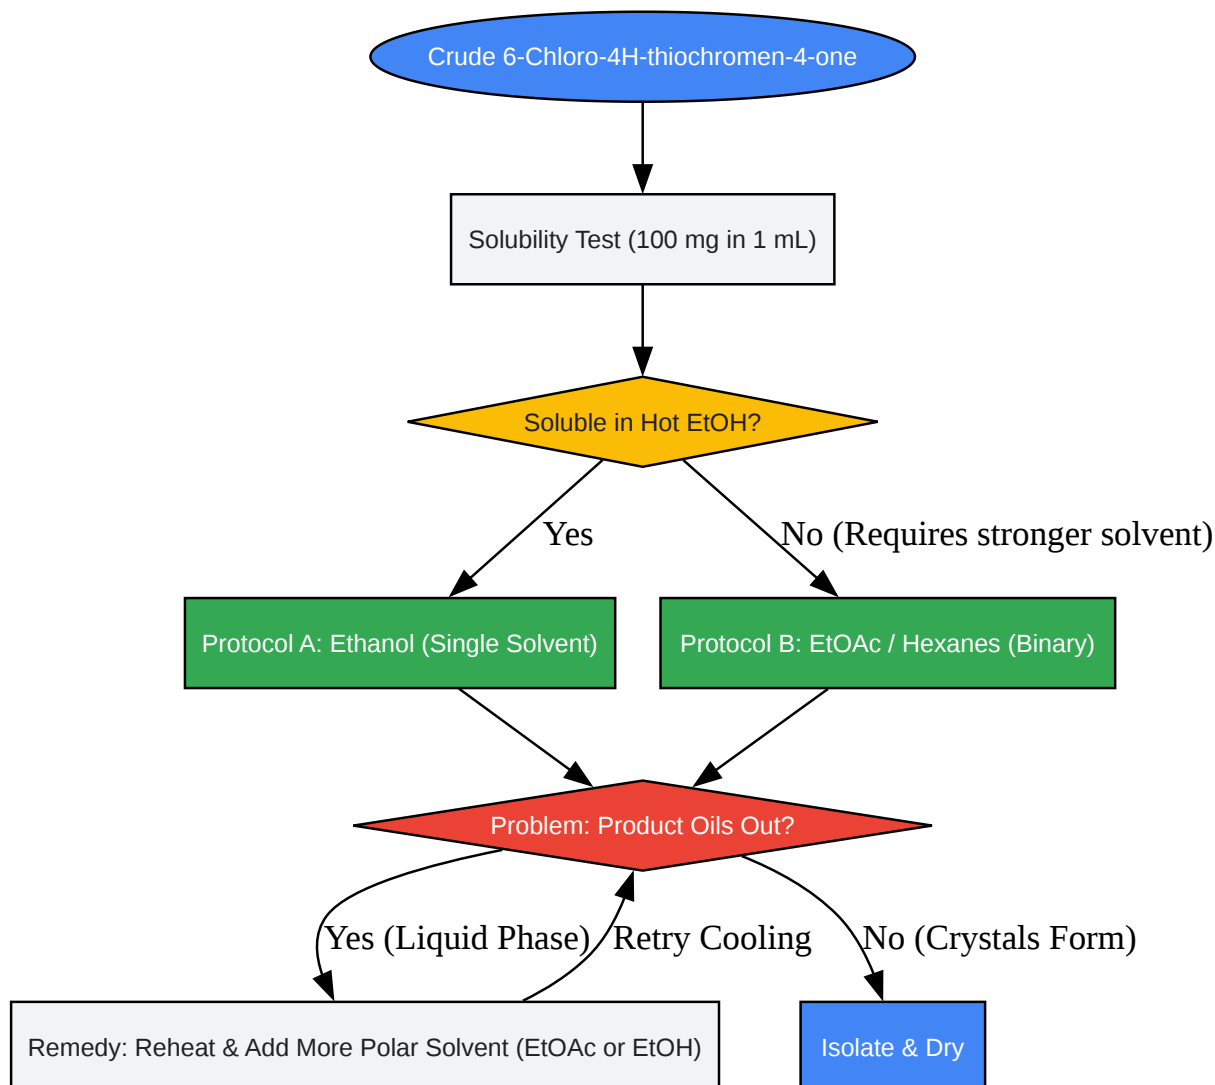 Crude 6-Chloro-4H-thiochromen-4-one
Solubility Test (100 mg in 1 mL)
Soluble in Hot EtOH?
Yes
No (Requires stronger solvent)
Protocol A: Ethanol (Single Solvent)
Protocol B: EtOAc / Hexanes (Binary)
Problem: Product Oils Out?
Yes (Liquid Phase)
Retry Cooling
No (Crystals Form)
Remedy: Reheat & Add More Polar Solvent (EtOAc or EtOH)
Isolate & Dry